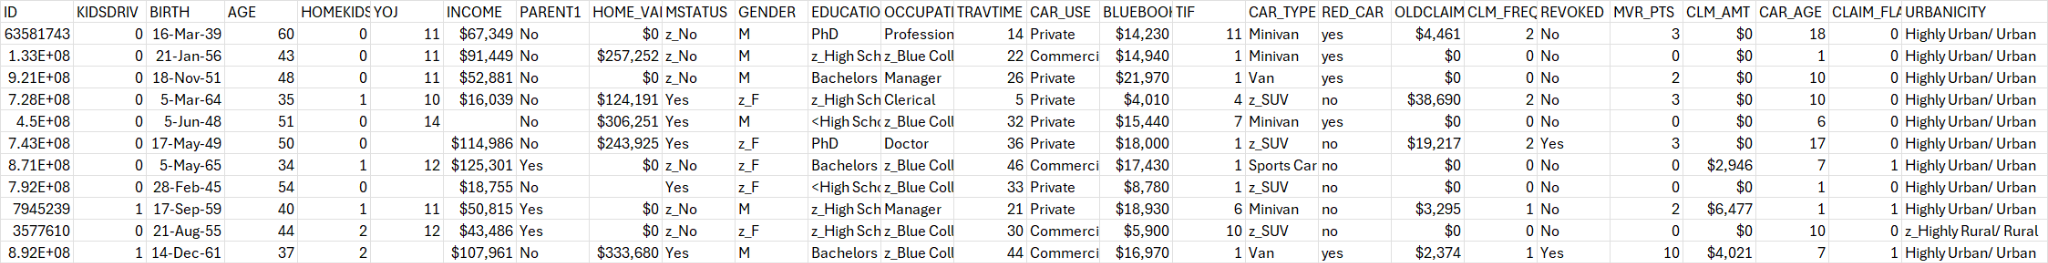 ID KIDSDRIV BIRTH AGE HOMEKIDS YOJ INCOME PARENT1 HOME_VAL MSTATUS GENDER EDUCATIO OCCUPATI TRAVTIME CAR_USE BLUEBOOK TIF CAR_TYPE RED_CAR OLDCLAIM CLM_FREQ REVOKED MVR_PTS CLM_AMT CAR_AGE CLAIM_FLA URBANICITY
63581743 0 16-Mar-39 60 0 11 $67,349 No $0 z_No M PhD Profession 14 Private $14,230 11 Minivan yes $4,461 2 No 3 $0 18 0 Highly Urban/ Urban
1.33E+08 0 21-Jan-56 43 0 11 $91,449 No $257,252 z_No M z_High Sch z_Blue Coll 22 Commerci $14,940 1 Minivan yes $0 0 No 0 $0 1 0 Highly Urban/ Urban
9.21E+08 0 18-Nov-51 48 0 11 $52,881 No $0 z_No M Bachelors Manager 26 Private $21,970 1 Van yes $0 0 No 2 $0 10 0 Highly Urban/ Urban
7.28E+08 0 5-Mar-64 35 1 10 $16,039 No $124,191 Yes z_F z_High Sch Clerical 5 Private $4,010 4 z_SUV no $38,690 2 No 3 $0 10 0 Highly Urban/ Urban
4.5E+08 0 5-Jun-48 51 0 14 No $306,251 Yes M <High Scho z_Blue Coll 32 Private $15,440 7 Minivan yes $0 0 No 0 $0 6 0 Highly Urban/ Urban
7.43E+08 0 17-May-49 50 0 $114,986 No $243,925 Yes z_F PhD Doctor 36 Private $18,000 1 z_SUV no $19,217 2 Yes 3 $0 17 0 Highly Urban/ Urban
8.71E+08 0 5-May-65 34 1 12 $125,301 Yes $0 z_No z_F Bachelors z_Blue Coll 46 Commerci $17,430 1 Sports Car no $0 0 No 0 $2,946 7 1 Highly Urban/ Urban
7.92E+08 0 28-Feb-45 54 0 $18,755 No Yes z_F <High Scho z_Blue Coll 33 Private $8,780 1 z_SUV no $0 0 No 0 $0 1 0 Highly Urban/ Urban
7945239 1 17-Sep-59 40 1 11 $50,815 Yes $0 z_No M z_High Sch Manager 21 Private $18,930 6 Minivan no $3,295 1 No 2 $6,477 1 1 Highly Urban/ Urban
3577610 0 21-Aug-55 44 2 12 $43,486 Yes $0 z_No z_F z_High Sch z_Blue Coll 30 Commerci $5,900 10 z_SUV no $0 0 No 0 $0 10 0 z_Highly Rural/ Rural
8.92E+08 1 14-Dec-61 37 2 $107,961 No $333,680 Yes M Bachelors z_Blue Coll 44 Commerci $16,970 1 Van yes $2,374 1 Yes 10 $4,021 7 1 Highly Urban/ Urban